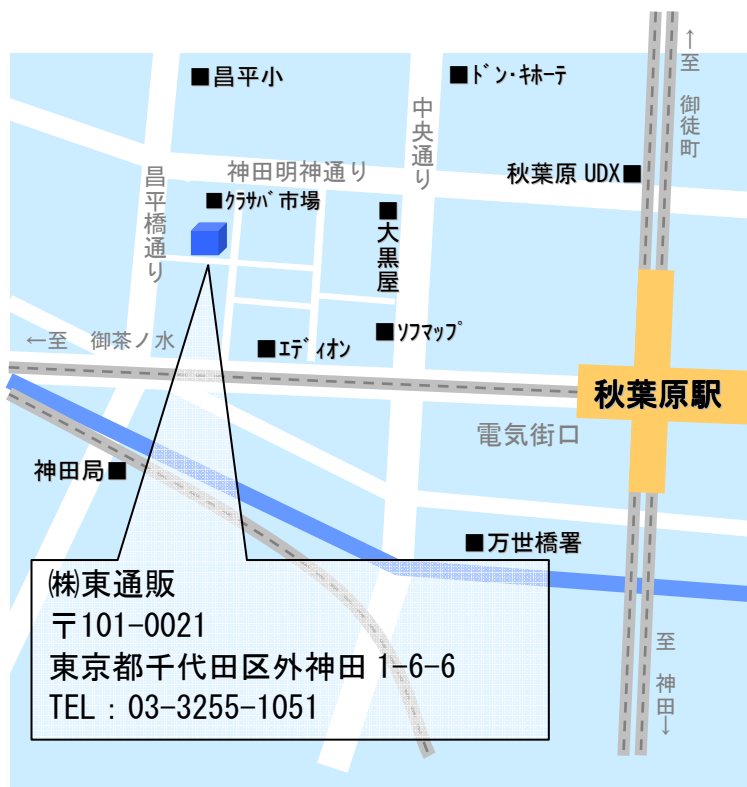 ■昌平小
■ﾄﾞﾝ･ｷﾎｰﾃ
↑至 御徒町
中央通り
神田明神通り
秋葉原 UDX■
昌平橋通り
■ｸﾗｻﾊﾞ市場
■大黒屋
←至 御茶ノ水
■ｴﾃﾞｨｵﾝ
■ｿﾌﾏｯﾌﾟ
秋葉原駅
電気街口
神田局■
■万世橋署
㈱東通販
〒101-0021
東京都千代田区外神田 1-6-6
TEL：03-3255-1051
至 神田↓